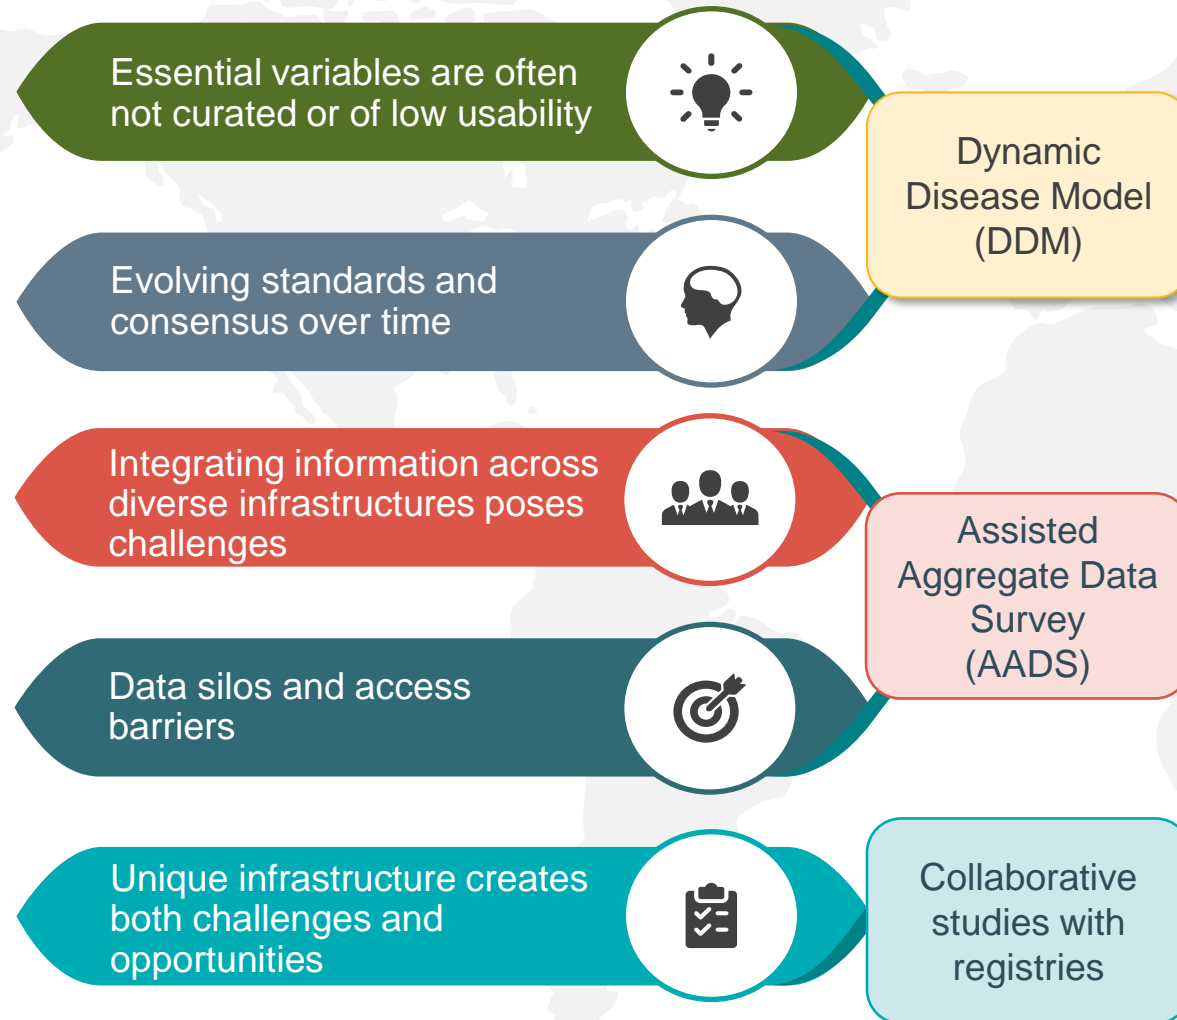 Essential variables are often
not curated or of low usability
Dynamic
Disease Model
(DDM)
Evolving standards and
consensus over time
Integrating information across
diverse infrastructures poses
challenges
Assisted
Aggregate Data
Survey
(AADS)
Data silos and access
barriers
Unique infrastructure creates
both challenges and
opportunities
Collaborative
studies with
registries